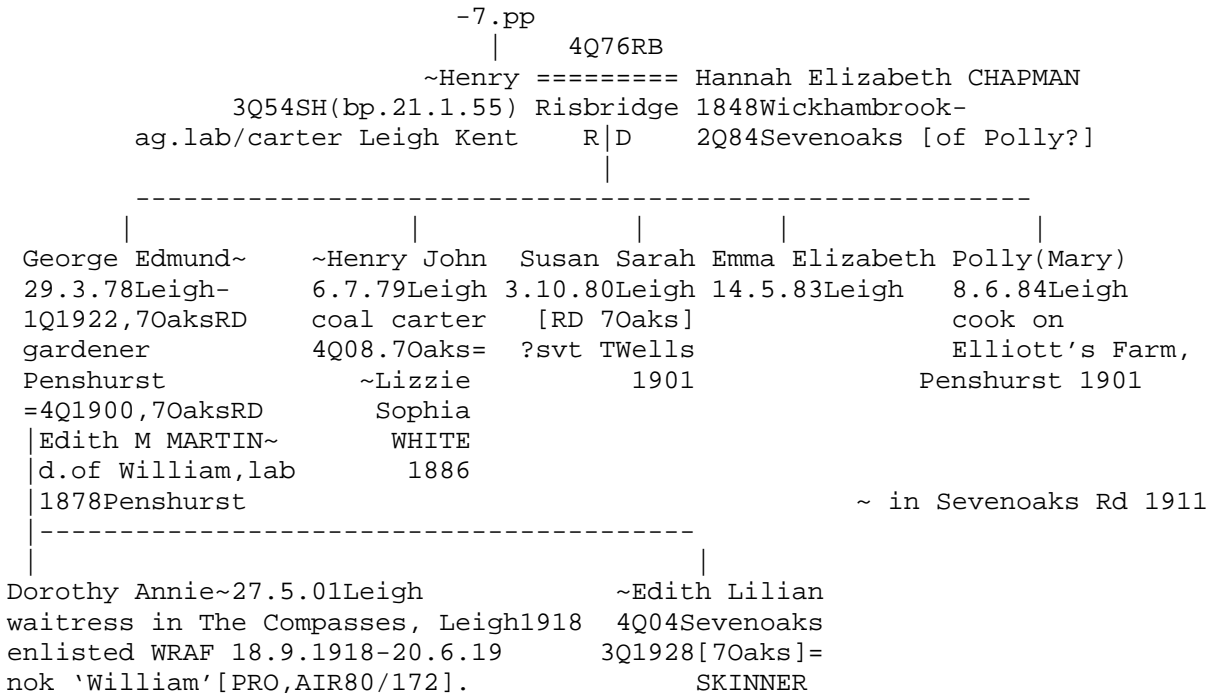 -7.pp
| 4Q76RB
~Henry ========= Hannah Elizabeth CHAPMAN
3Q54SH(bp.21.1.55) Risbridge 1848Wickhambrook-
ag.lab/carter Leigh Kent R|D 2Q84Sevenoaks [of Polly?]
|
--------------------------------------------------------
| | | | |
George Edmund~ ~Henry John Susan Sarah Emma Elizabeth Polly(Mary)
29.3.78Leigh- 6.7.79Leigh 3.10.80Leigh 14.5.83Leigh 8.6.84Leigh
1Q1922,7OaksRD coal carter [RD 7Oaks] cook on
gardener 4Q08.7Oaks= ?svt TWells Elliott's Farm,
Penshurst ~Lizzie 1901 Penshurst 1901
=4Q1900,7OaksRD Sophia
|Edith M MARTIN~ WHITE
|d.of William,lab 1886
|1878Penshurst ~ in Sevenoaks Rd 1911
|-----------------------------------------
| |
Dorothy Annie~27.5.01Leigh ~Edith Lilian
waitress in The Compasses, Leigh1918 4Q04Sevenoaks
enlisted WRAF 18.9.1918-20.6.19 3Q1928[7Oaks]=
nok ‘William’[PRO,AIR80/172]. SKINNER